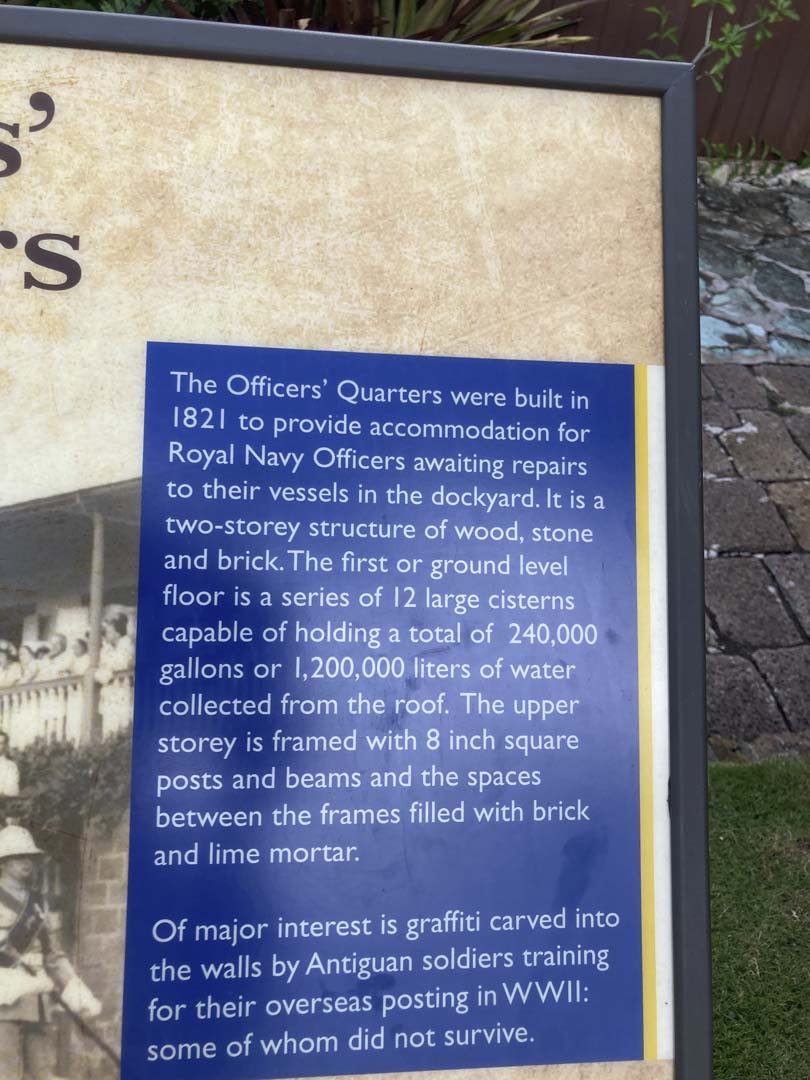 s’
rs
The Officers’ Quarters were built in
1821 to provide accommodation for
Royal Navy Officers awaiting repairs
to their vessels in the dockyard. It is a
two-storey structure of wood, stone
and brick. The first or ground level
floor is a series of 12 large cisterns
capable of holding a total of 240,000
gallons or 1,200,000 liters of water
collected from the roof. The upper
storey is framed with 8 inch square
posts and beams and the spaces
between the frames filled with brick
and lime mortar.
Of major interest is graffiti carved into
the walls by Antiguan soldiers training
for their overseas posting in WWII:
some of whom did not survive.